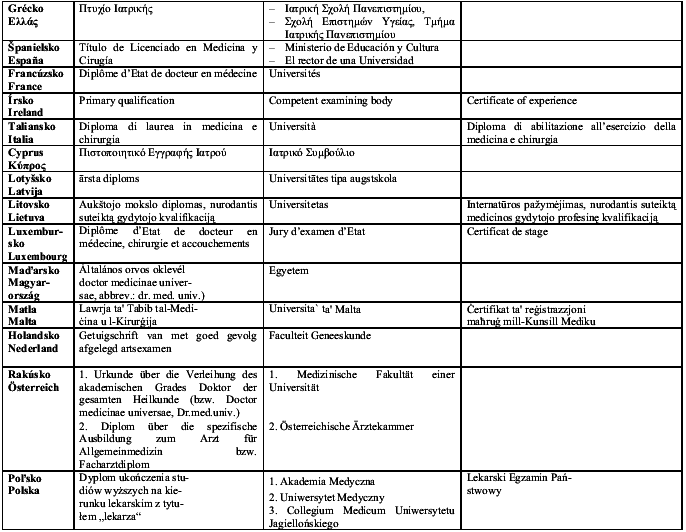 Grécko
Ελλάς
Πτυχίο Ιατρικής
– Ιατρική Σχολή Πανεπιστημίου,
– Σχολή Επιστημών Υγείας, Τμήμα
Ιατρικής Πανεπιστημίου
Španielsko
España
Título de Licenciado en Medicina y
Cirugía
– Ministerio de Educación y Cultura
– El rector de una Universidad
Francúzsko
France
Diplôme d’Etat de docteur en médecine
Universités
Írsko
Ireland
Primary qualification
Competent examining body
Certificate of experience
Taliansko
Italia
Diploma di laurea in medicina e
chirurgia
Università
Diploma di abilitazione all’esercizio della
medicina e chirurgia
Cyprus
Κύπρος
Πιστοποιητικό Εγγραφής Ιατρού
Ιατρικό Συμβούλιο
Lotyšsko
Latvija
ārsta diploms
Universitātes tipa augstskola
Litovsko
Lietuva
Aukštojo mokslo diplomas, nurodantis
suteiktą gydytojo kvalifikaciją
Universitetas
Internatūros pažymėjimas, nurodantis suteiktą
medicinos gydytojo profesinę kvalifikaciją
Luxembur-
sko
Luxembourg
Diplôme d’Etat de docteur en
médecine, chirurgie et accouchements
Jury d’examen d’Etat
Certificat de stage
Maďarsko
Magyar-
ország
Általános orvos oklevél
doctor medicinae univer-
sae, abbrev.: dr. med. univ.)
Egyetem
Matla
Malta
Lawrja ta' Tabib tal-Medi-
ċina u l-Kirurġija
Universita` ta' Malta
Ċertifikat ta' reġistrazzjoni
maħruġ mill-Kunsill Mediku
Holandsko
Nederland
Getuigschrift van met goed gevolg
afgelegd artsexamen
Faculteit Geneeskunde
Rakúsko
Österreich
1. Urkunde über die Verleihung des
akademischen Grades Doktor der
gesamten Heilkunde (bzw. Doctor
medicinae universae, Dr.med.univ.)
2. Diplom über die spezifische
Ausbildung zum Arzt für
Allgemeinmedizin bzw.
Facharztdiplom
1. Medizinische Fakultät einer
Universität
2. Österreichische Ärztekammer
Poľsko
Polska
Dyplom ukończenia stu-
diów wyższych na kie-
runku lekarskim z tytu-
łem „lekarza“
1. Akademia Medyczna
2. Uniwersytet Medyczny
3. Collegium Medicum Uniwersytetu
Jagiellońskiego
Lekarski Egzamin Pań-
stwowy